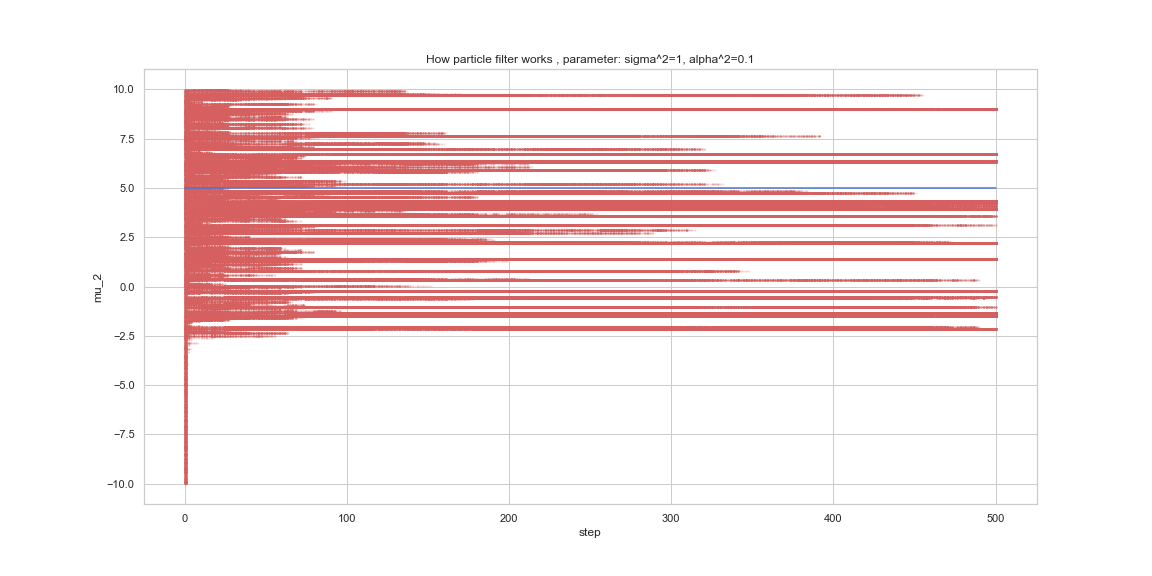 How particle filter works , parameter: sigma^2=1, alpha^2=0.1
10.0
7.5
5.0
2.5
0.0
−2.5
−5.0
−7.5
−10.0
mu_2
0 100 200 300 400 500
step